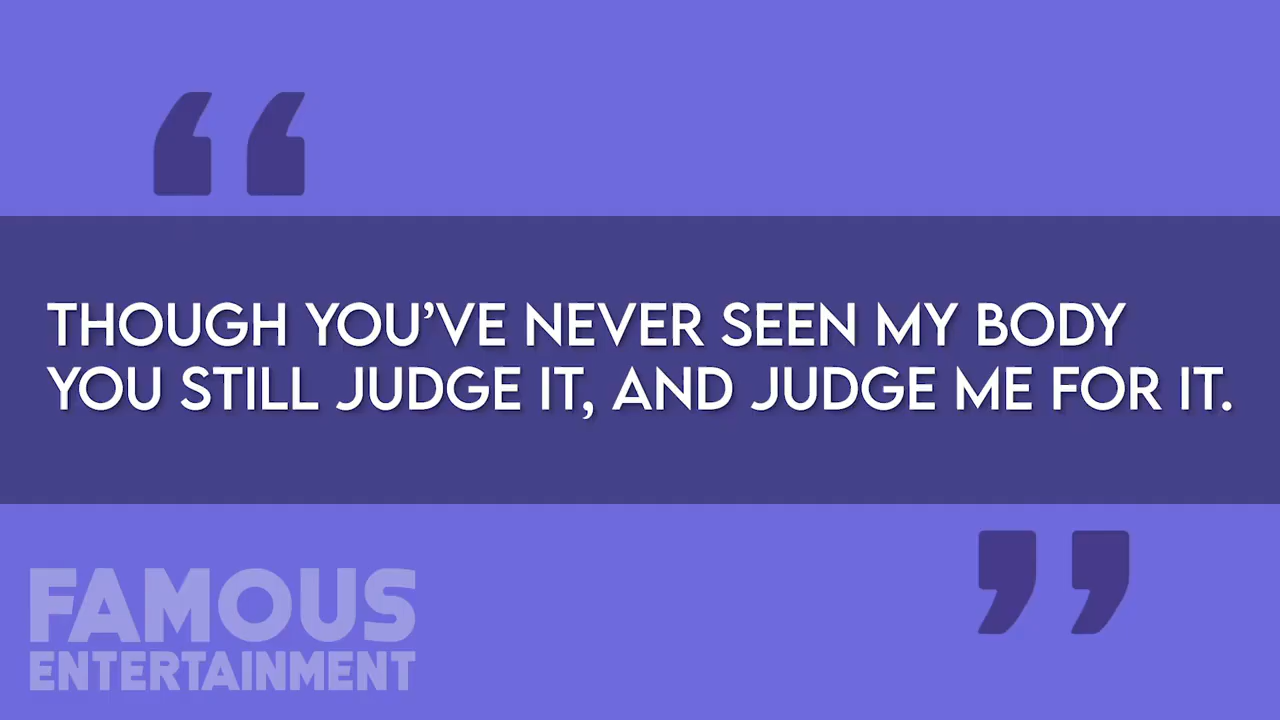 THOUGH YOU’VE NEVER SEEN MY BODY
YOU STILL JUDGE IT, AND JUDGE ME FOR IT.
FAMOUS
ENTERTAINMENT